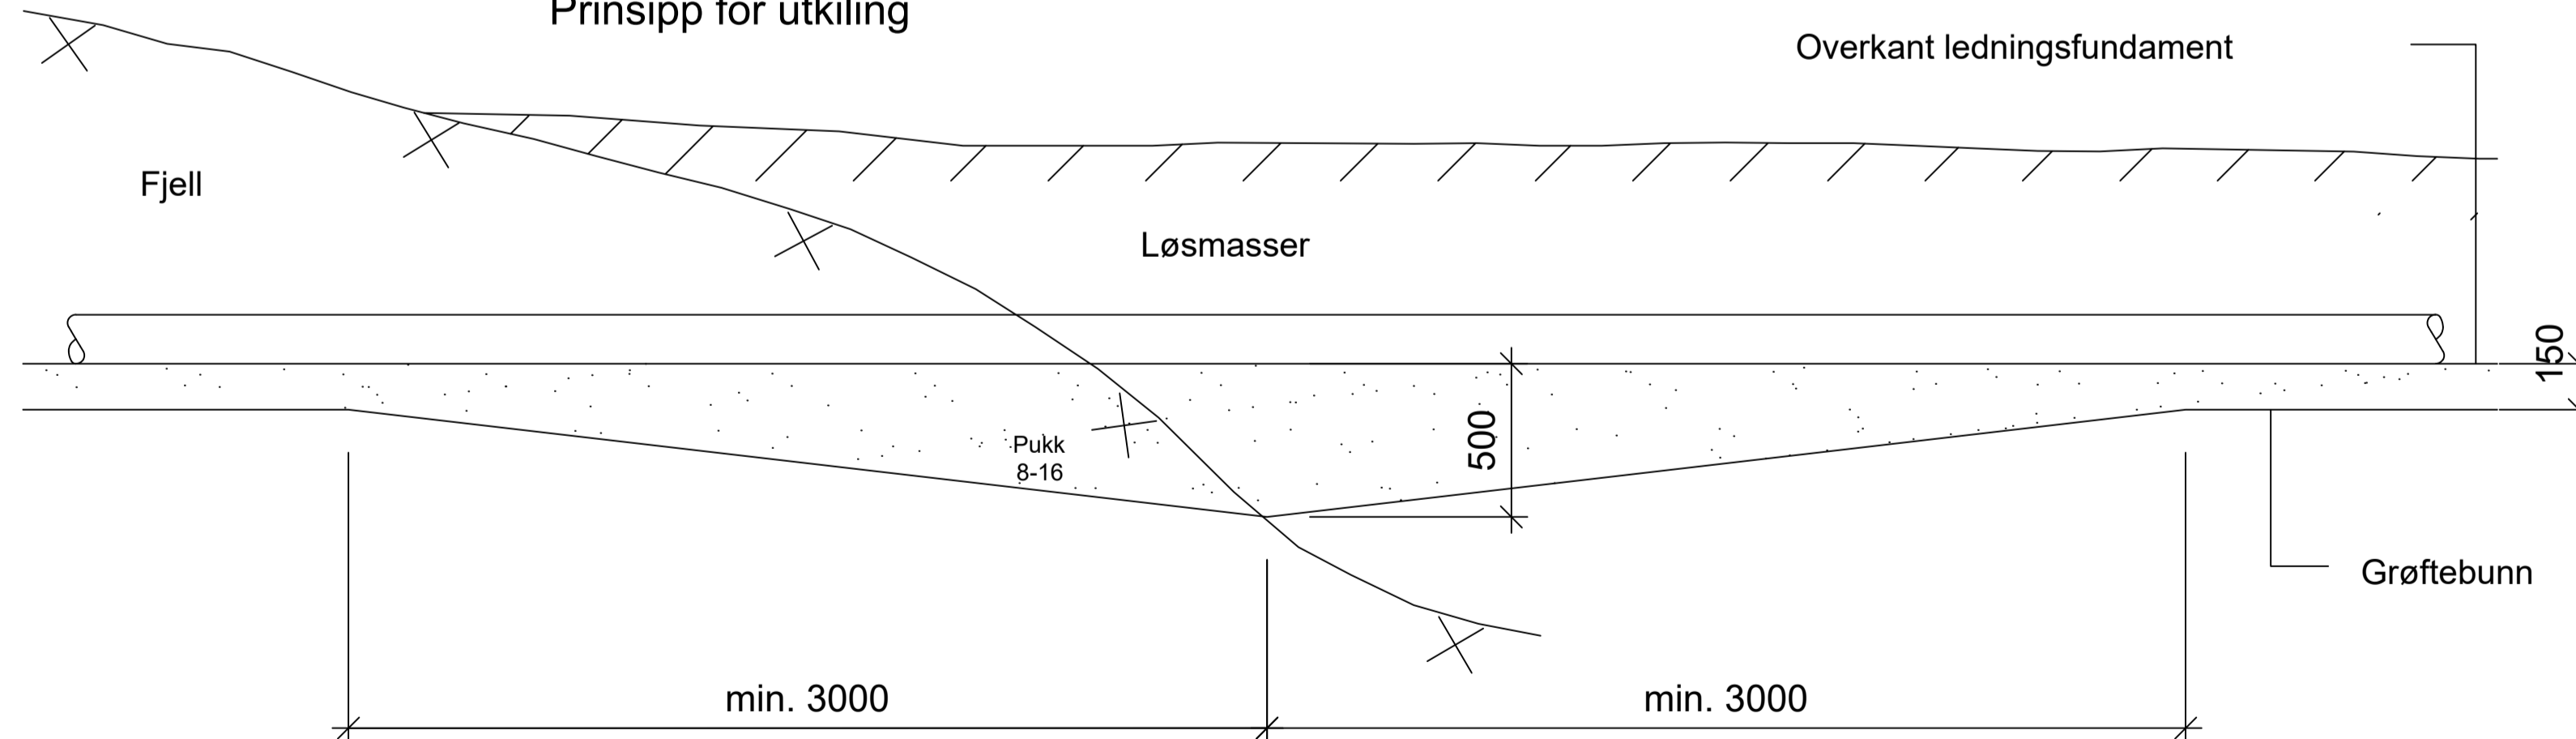 Prinsipp for utkiling
Overkant ledningsfundament
Fjell
Løsmasser
150
500
Pukk
8-16
Grøftebunn
min. 3000
min. 3000